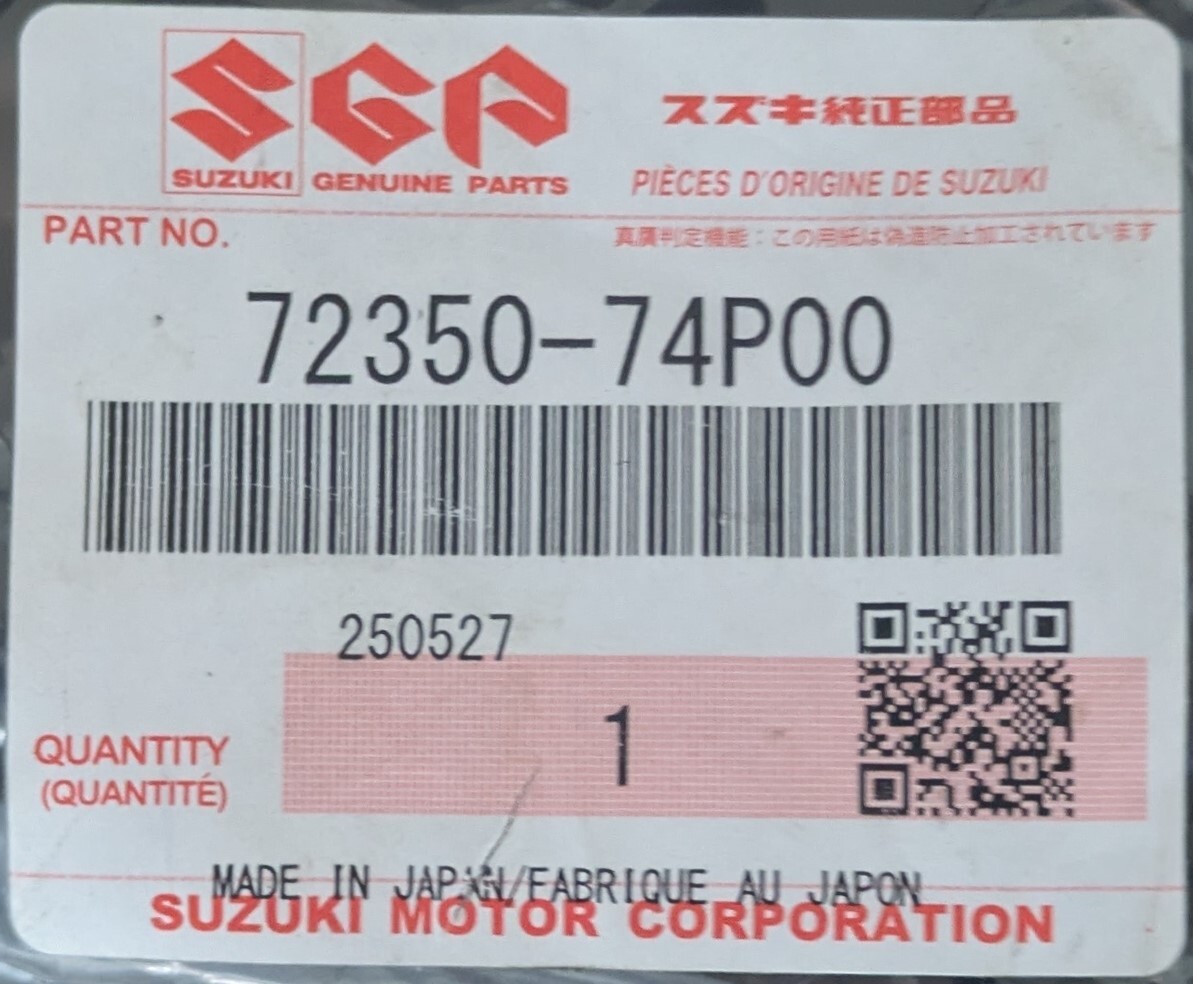 SGP
スズキ純正部品
SUZUKI GENUINE PARTS
PIÈCES D'ORIGINE DE SUZUKI
PART NO.
真贋判定機能：この用紙は偽造防止加工されています
72350-74P00
250527
1
QUANTITY
(QUANTITÉ)
MADE IN JAPAN/FABRIQUE AU JAPON
SUZUKI MOTOR CORPORATION